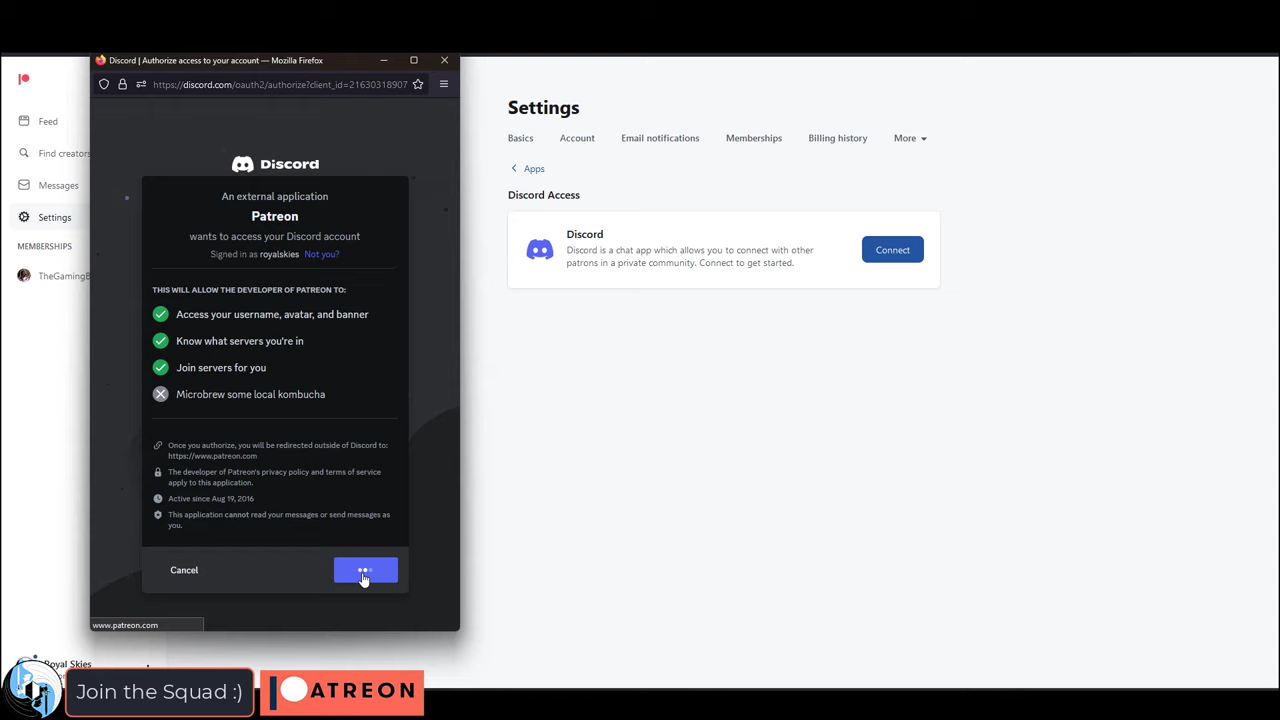 Discord | Authorize access to your account — Mozilla Firefox
https://discord.com/oauth2/authorize?client_id=21630318907
Discord
An external application
Patreon
wants to access your Discord account
Signed in as royalskies Not you?
THIS WILL ALLOW THE DEVELOPER OF PATREON TO:
Access your username, avatar, and banner
Know what servers you're in
Join servers for you
Microbrew some local kombucha
Once you authorize, you will be redirected outside of Discord to:
https://www.patreon.com
The developer of Patreon's privacy policy and terms of service
apply to this application.
Active since Aug 19, 2016
This application cannot read your messages or send messages as
you.
Cancel
www.patreon.com
Feed
Find creators
Messages
Settings
MEMBERSHIPS
TheGamingB
Royal Skies
Settings
Basics
Account
Email notifications
Memberships
Billing history
More
Apps
Discord Access
Discord
Discord is a chat app which allows you to connect with other
patrons in a private community. Connect to get started.
Connect
Join the Squad :)
PATREON